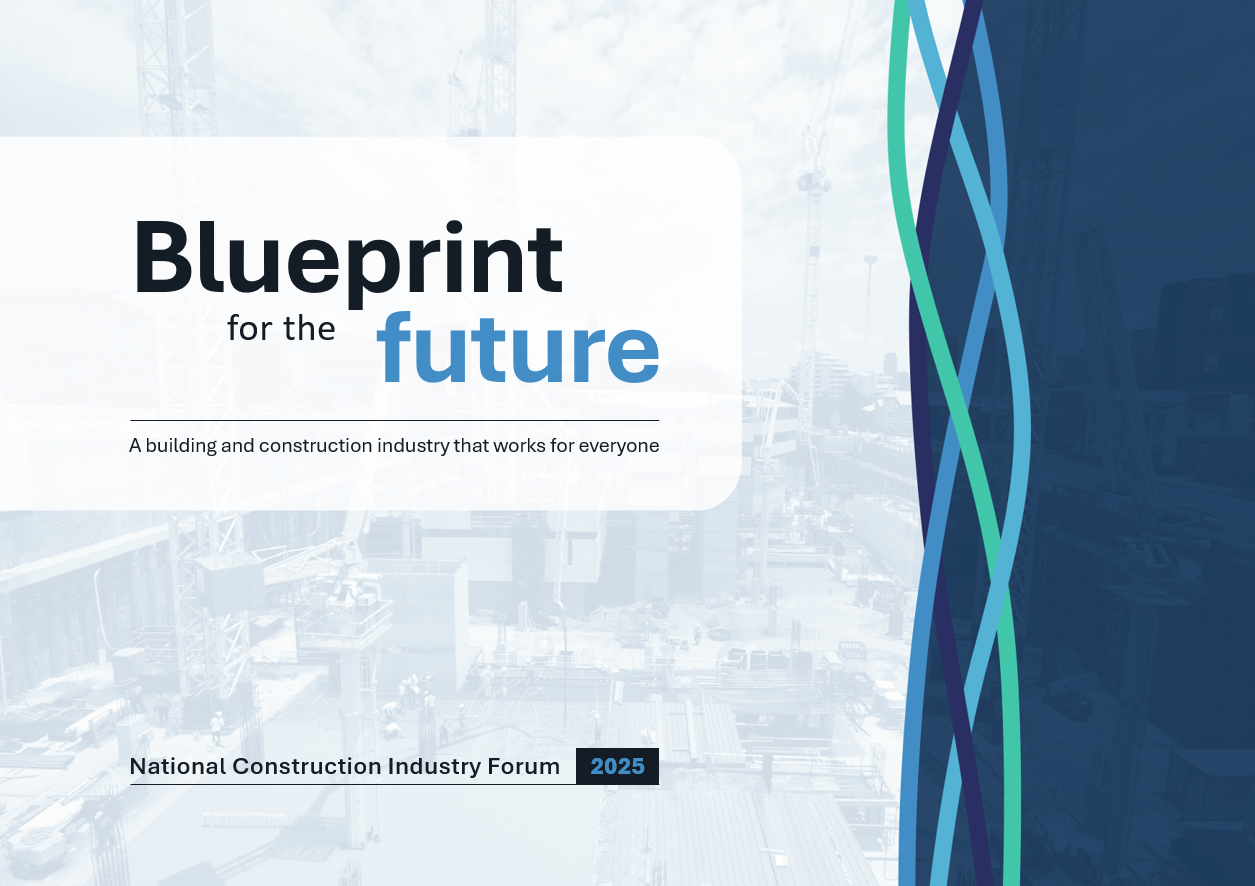 Blueprint
for the future
A building and construction industry that works for everyone
National Construction Industry Forum 2025